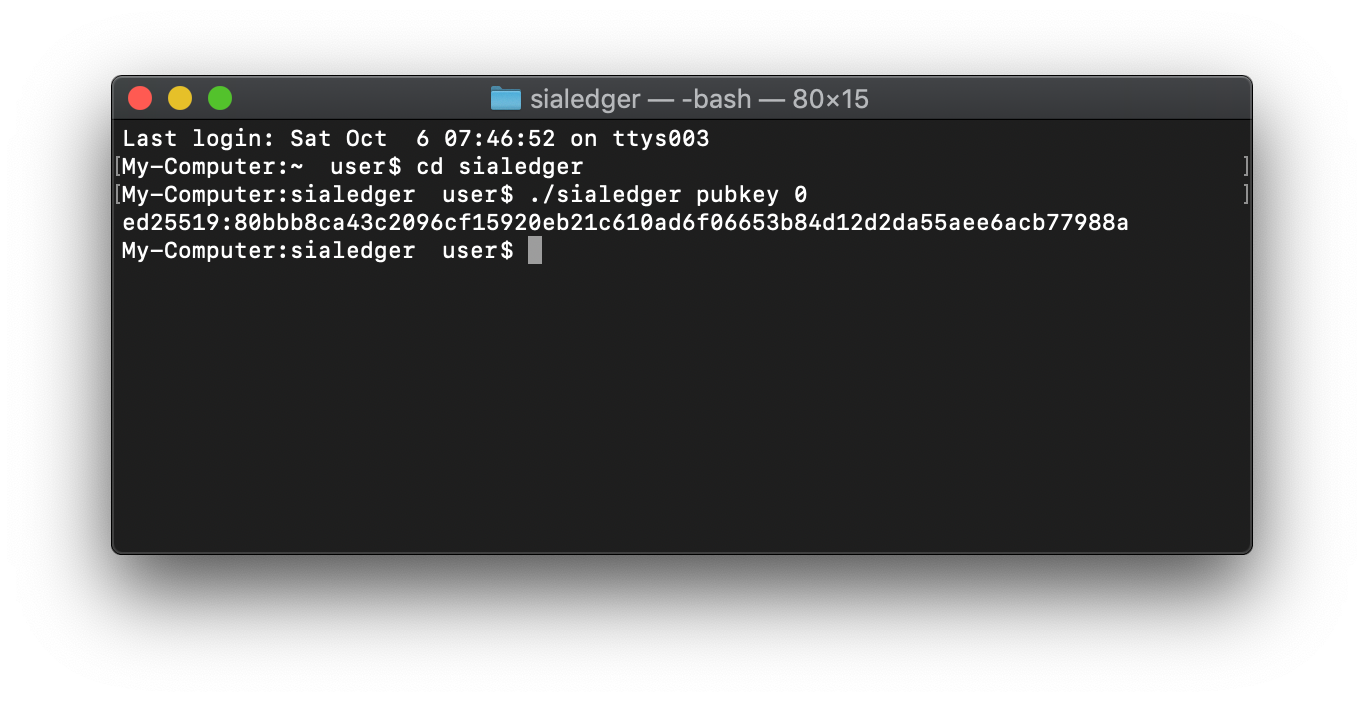 sialedger — -bash — 80×15
Last login: Sat Oct  6 07:46:52 on ttys003
[My-Computer:~  user$ cd sialedger ]
[My-Computer:sialedger  user$ ./sialedger pubkey 0 ]
ed25519:80bbb8ca43c2096cf15920eb21c610ad6f06653b84d12d2da55aee6acb77988a
My-Computer:sialedger  user$